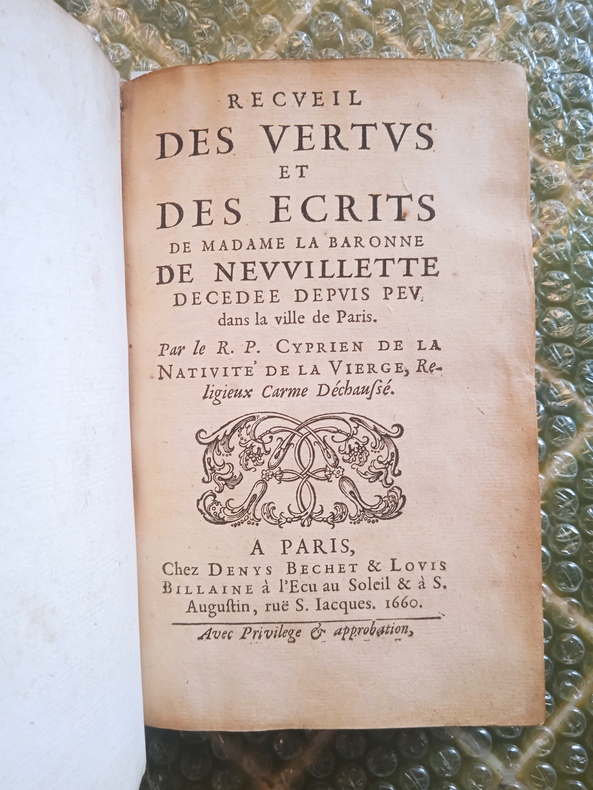 RECVEIL
DES VERTVS
ET
DES ECRITS
DE MADAME LA BARONNE
DE NEVVILLETTE
DECEDEE DEPVIS PEV,
dans la ville de Paris.
Par le R. P. CYPRIEN DE LA
NATIVITE' DE LA VIERGE, Re-
ligieux Carme Déchaussé.
A PARIS,
Chez DENYS BECHET & LOVIS
BILLAINE à l'Ecu au Soleil & à S.
Augustin, ruë S. Iacques. 1660.
Avec Privilege & approbation,